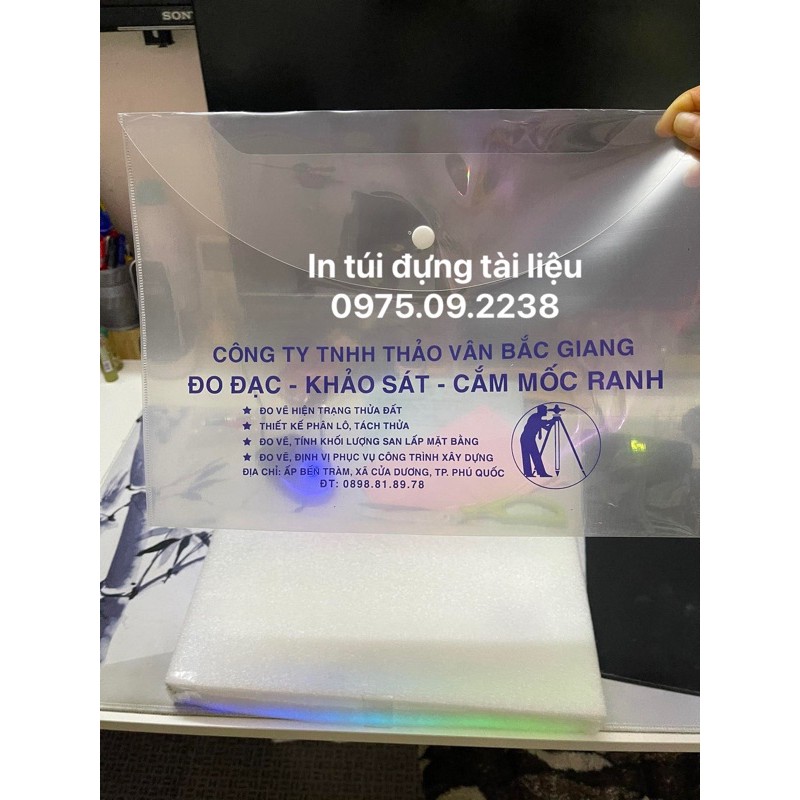 SONY
In túi đựng tài liệu
0975.09.2238
CÔNG TY TNHH THẢO VÂN BẮC GIANG
ĐO ĐẠC - KHẢO SÁT - CẮM MỐC RANH
★ ĐO VẼ HIỆN TRẠNG THỬA ĐẤT
★ THIẾT KẾ PHÂN LÔ, TÁCH THỬA
★ ĐO VẼ, TÍNH KHỐI LƯỢNG SAN LẤP MẶT BẰNG
★ ĐO VẼ, ĐỊNH VỊ PHỤC VỤ CÔNG TRÌNH XÂY DỰNG
ĐỊA CHỈ: ẤP BẾN TRÀM, XÃ CỬA DƯƠNG, TP. PHÚ QUỐC
ĐT: 0898.81.89.78